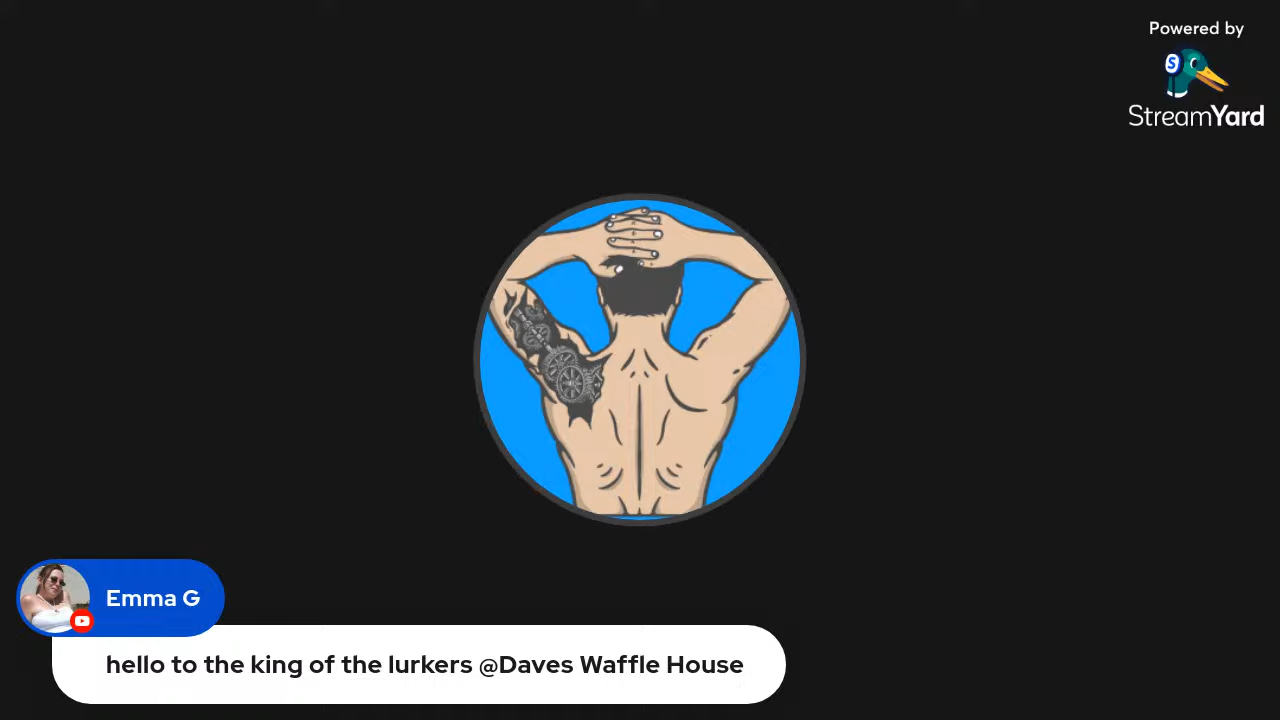 Powered by
S
StreamYard
Emma G
hello to the king of the lurkers @Daves Waffle House